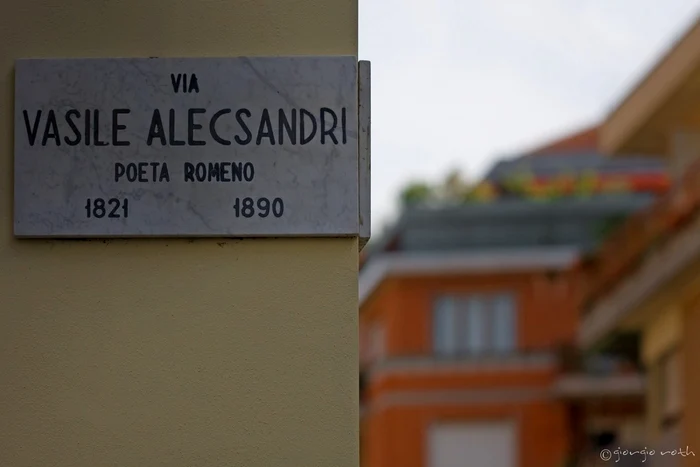 VIA
VASILE ALECSANDRI
POETA ROMENO
1821 1890
©giorgio roth